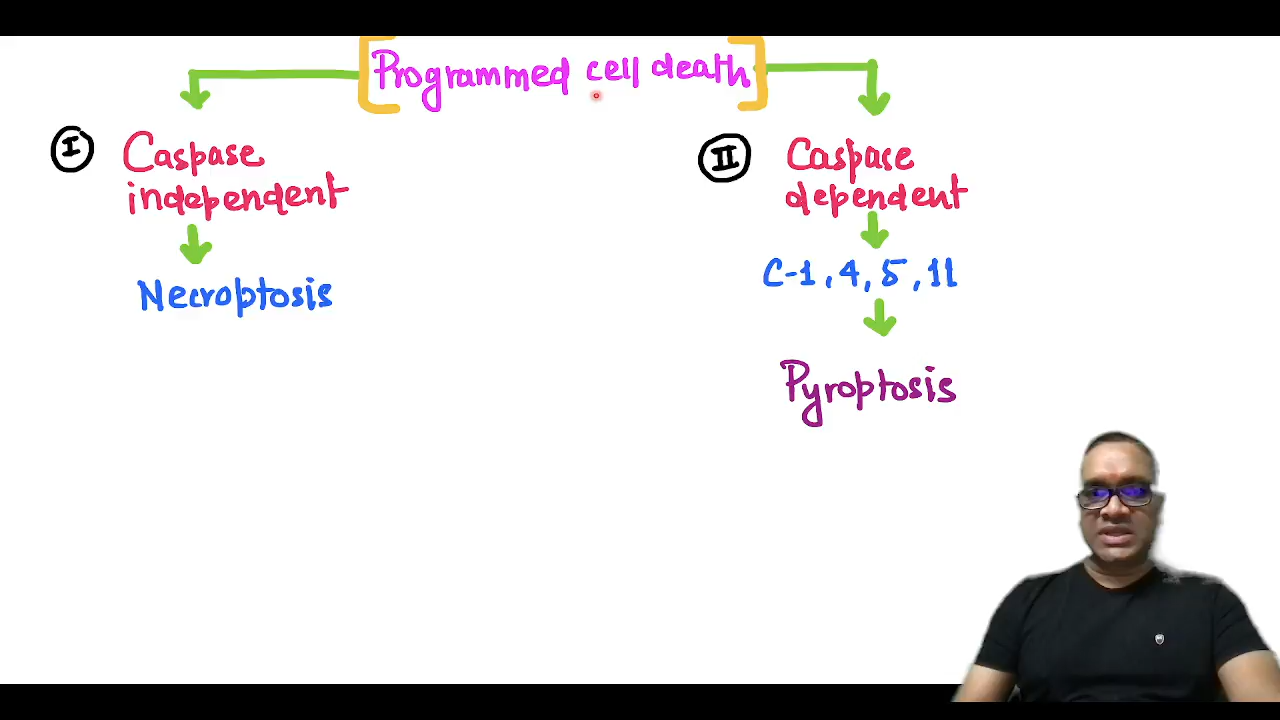 Programmed cell death
I
Caspase
independent
Necroptosis
II
Caspase
dependent
C-1, 4, 5, 11
Pyroptosis